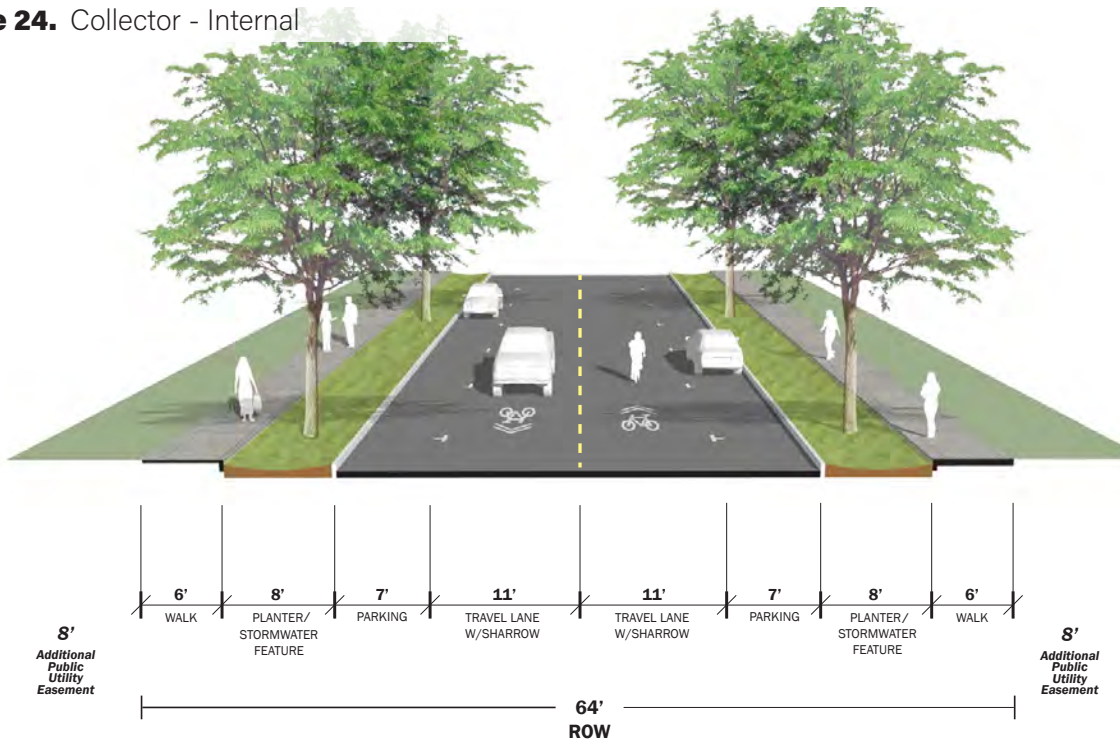 e 24. Collector - Internal
6' 8' 7' 11' 11' 7' 8' 6'
WALK PLANTER/ PARKING TRAVEL LANE TRAVEL LANE PARKING PLANTER/ WALK
STORMWATER W/SHARROW W/SHARROW STORMWATER
FEATURE FEATURE
8' 8'
Additional Additional
Public Public
Utility Utility
Easement Easement
64'
ROW